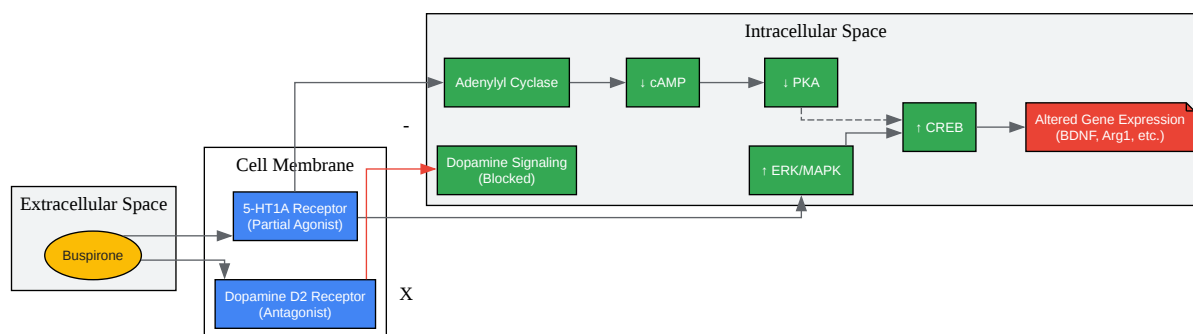 Extracellular Space
Buspirone
Cell Membrane
5-HT1A Receptor
(Partial Agonist)
Dopamine D2 Receptor
(Antagonist)
-
X
Intracellular Space
Adenylyl Cyclase
↓ cAMP
↓ PKA
Dopamine Signaling
(Blocked)
↑ ERK/MAPK
↑ CREB
Altered Gene Expression
(BDNF, Arg1, etc.)